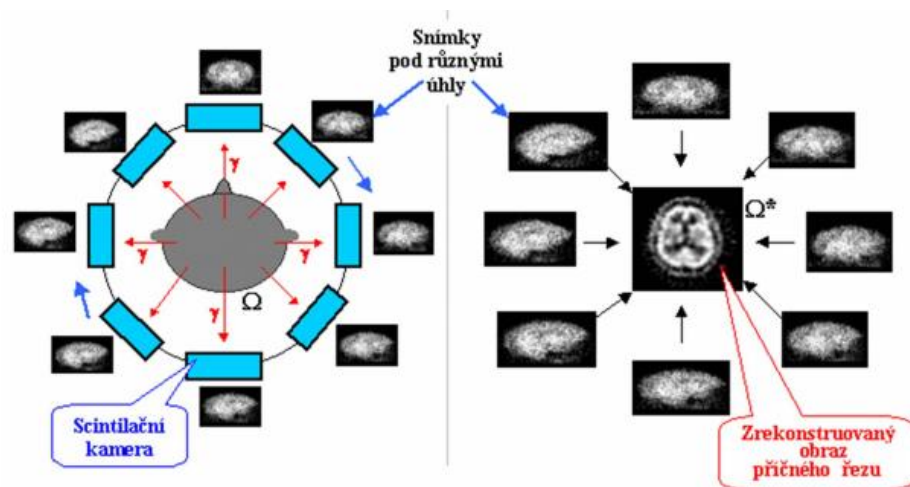 Snímky
pod různými
úhly
γ
γ
γ
γ
Ω
Scintilační
kamera
Ω*
Zrekonstruovaný
obraz
příčného řezu